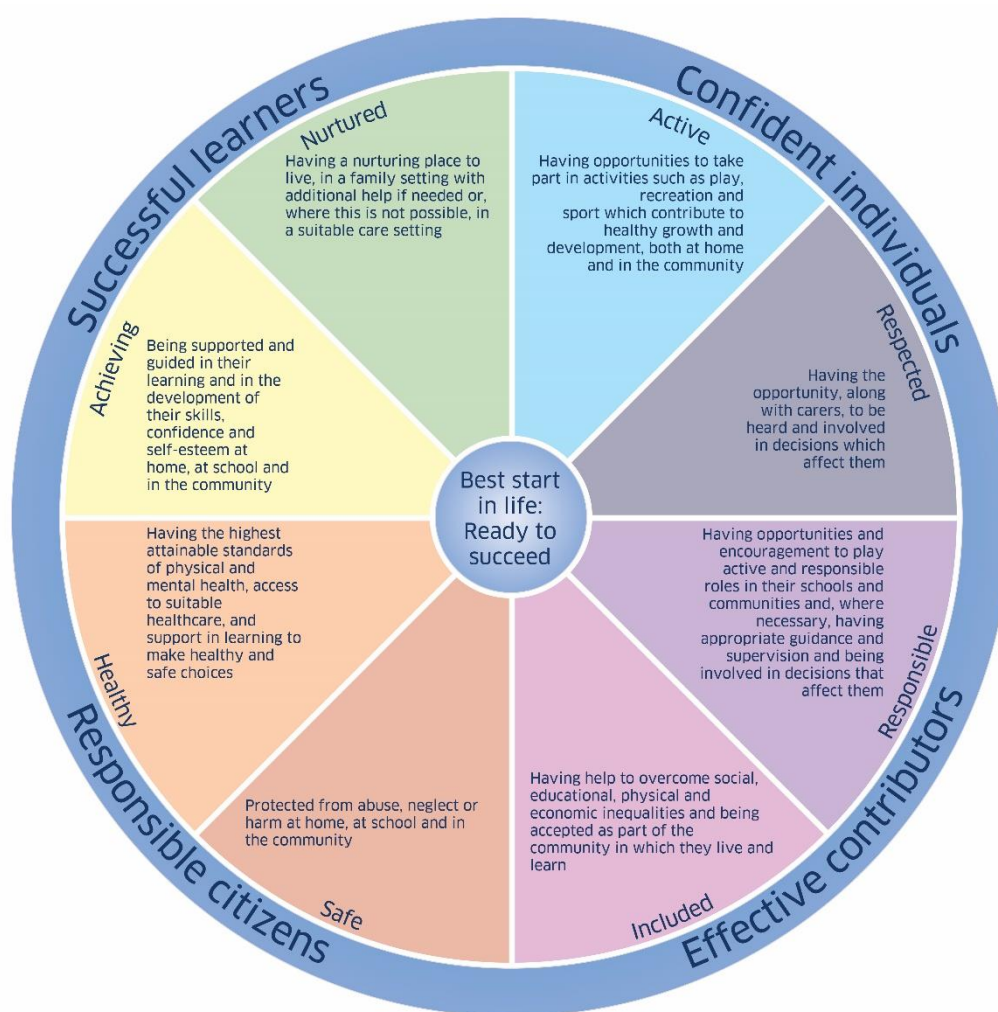 Successful learners
Confident individuals
Nurtured
Having a nurturing place to
live, in a family setting with
additional help if needed or,
where this is not possible, in
a suitable care setting
Active
Having opportunities to take
part in activities such as play,
recreation and
sport which contribute to
healthy growth and
development, both at home
and in the community
Achieving
Being supported and
guided in their
learning and in the
development of
their skills,
confidence and
self-esteem at
home, at school and
in the community
Respected
Having the
opportunity, along
with carers, to be
heard and involved
in decisions which
affect them
Best start
in life:
Ready to
succeed
Healthy
Having the highest
attainable standards
of physical and
mental health, access
to suitable
healthcare, and
support in learning to
make healthy and
safe choices
Responsible
Having opportunities and
encouragement to play
active and responsible
roles in their schools and
communities and, where
necessary, having
appropriate guidance and
supervision and being
involved in decisions that
affect them
Safe
Protected from abuse, neglect or
harm at home, at school and in
the community
Included
Having help to overcome social,
educational, physical and
economic inequalities and being
accepted as part of the
community in which they live and
learn
Responsible citizens
Effective contributors